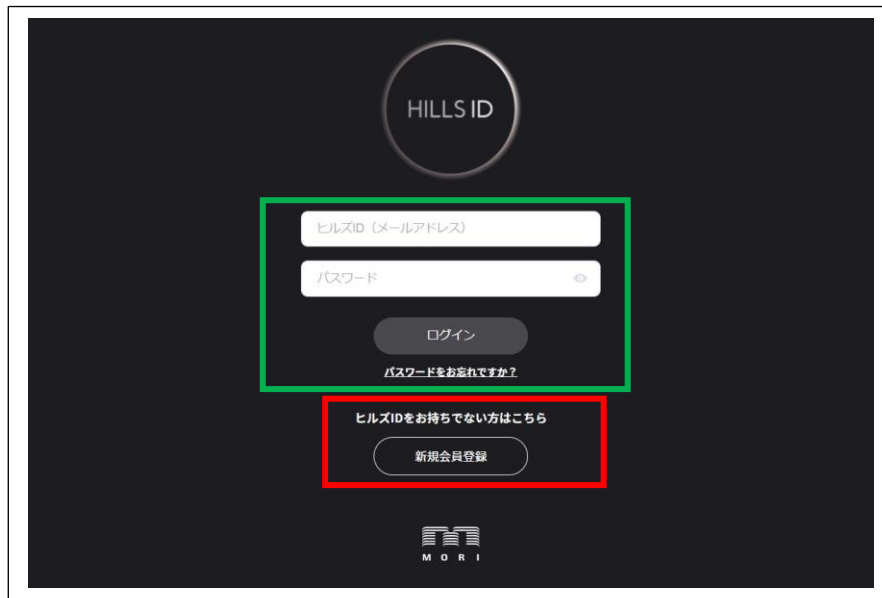 HILLS ID
ヒルズID（メールアドレス）
パスワード
ログイン
パスワードをお忘れですか？
ヒルズIDをお持ちでない方はこちら
新規会員登録
MORI